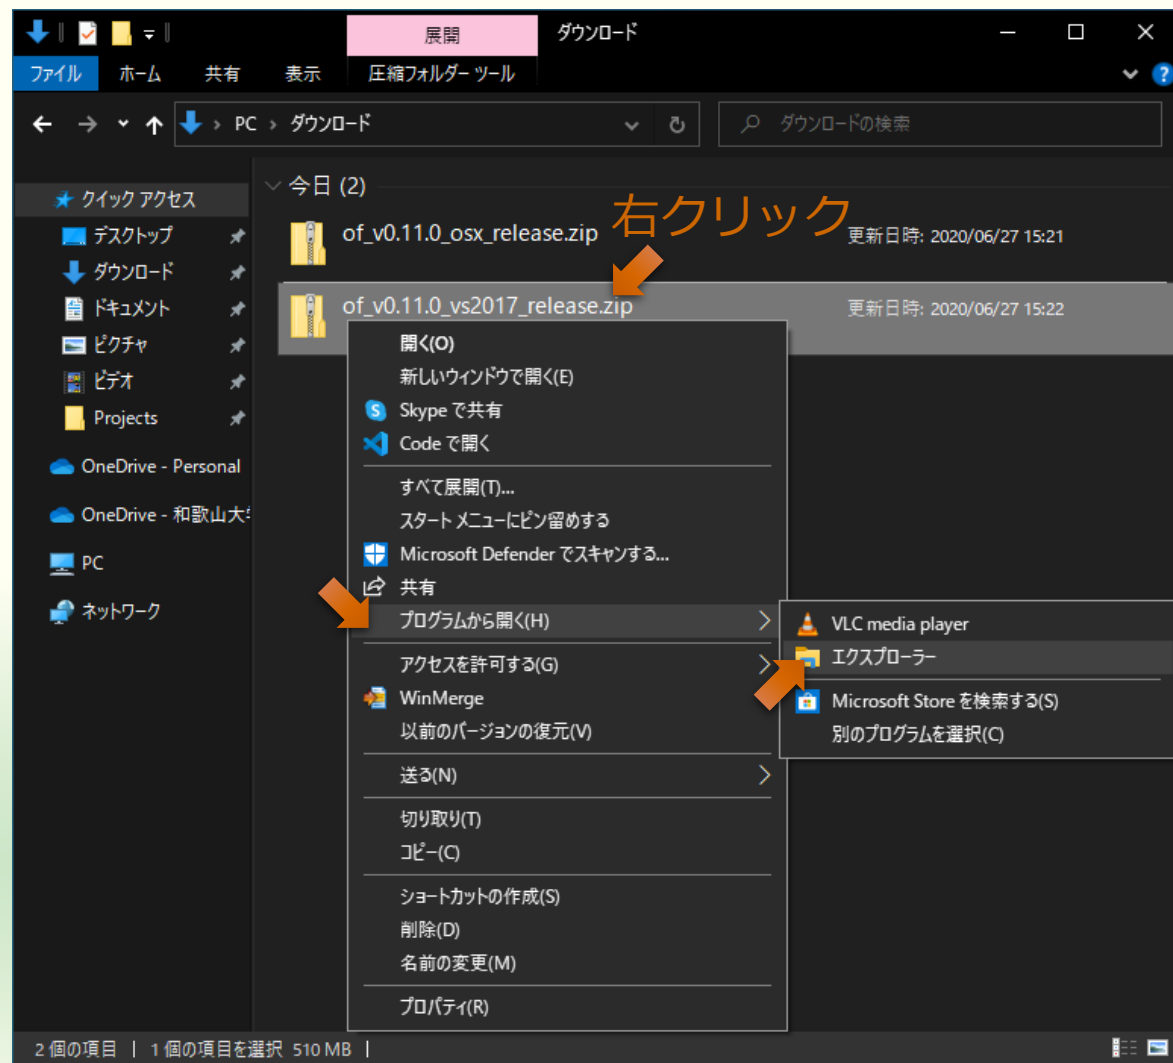 展開
ダウンロード
ファイル ホーム 共有 表示 圧縮フォルダー ツール
PC ダウンロード
ダウンロードの検索
クイック アクセス
デスクトップ
ダウンロード
ドキュメント
ピクチャ
ビデオ
Projects
OneDrive - Personal
OneDrive - 和歌山大
PC
ネットワーク
今日 (2)
of_v0.11.0_osx_release.zip
右クリック
更新日時: 2020/06/27 15:21
of_v0.11.0_vs2017_release.zip
更新日時: 2020/06/27 15:22
開く(O)
新しいウィンドウで開く(E)
Skype で共有
Code で開く
すべて展開(T)...
スタート メニューにピン留めする
Microsoft Defender でスキャンする...
共有
プログラムから開く(H)
アクセスを許可する(G)
WinMerge
以前のバージョンの復元(V)
送る(N)
切り取り(T)
コピー(C)
ショートカットの作成(S)
削除(D)
名前の変更(M)
プロパティ(R)
VLC media player
エクスプローラー
Microsoft Store を検索する(S)
別のプログラムを選択(C)
2 個の項目 | 1 個の項目を選択 510 MB |